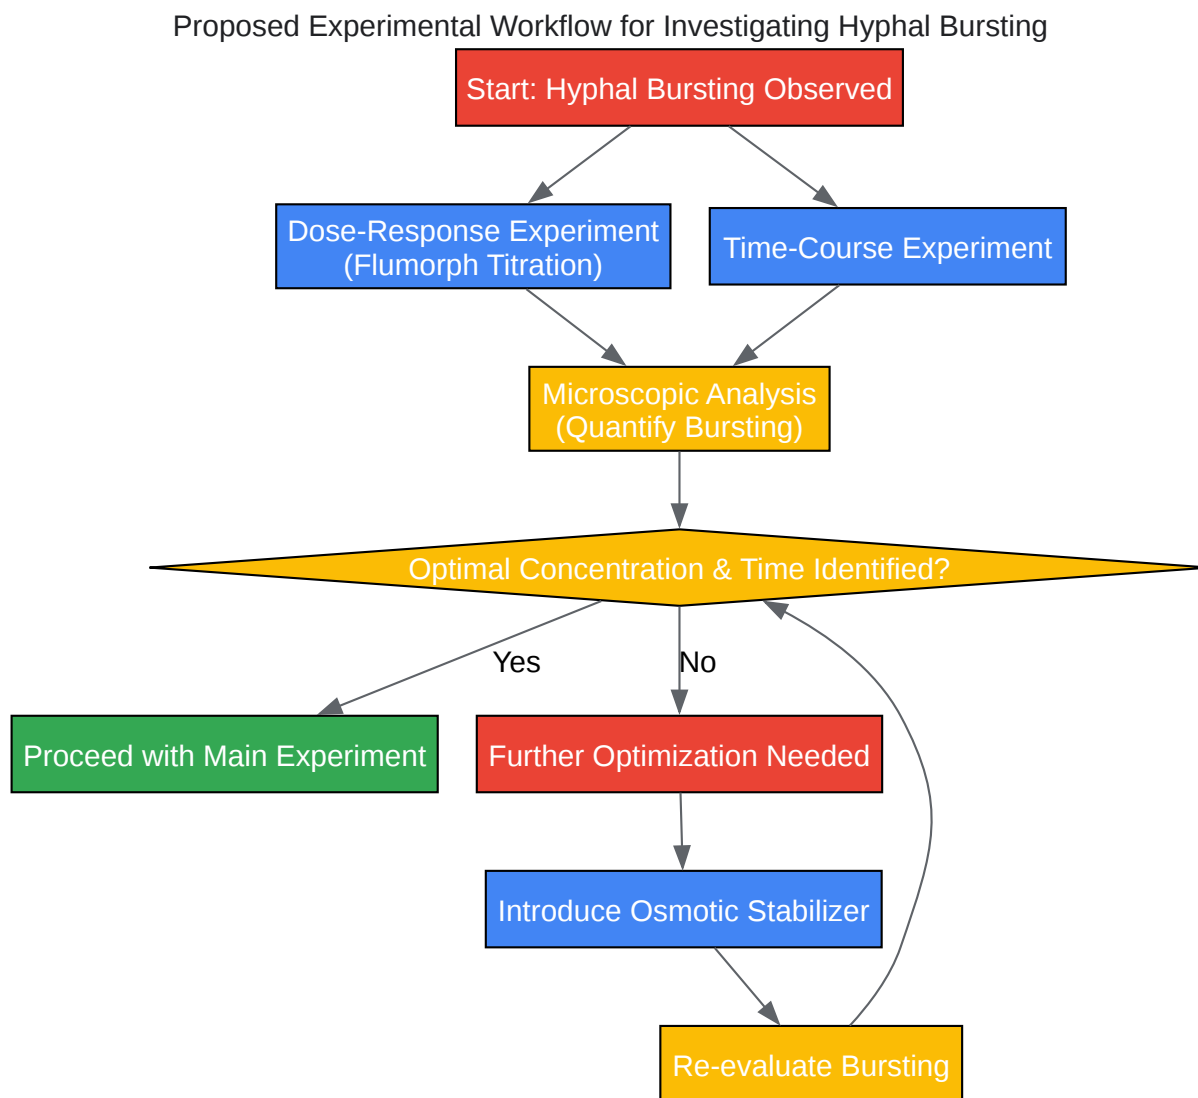 Proposed Experimental Workflow for Investigating Hyphal Bursting
Start: Hyphal Bursting Observed
Dose-Response Experiment
(Flumorph Titration)
Time-Course Experiment
Microscopic Analysis
(Quantify Bursting)
Optimal Concentration & Time Identified?
Yes
No
Proceed with Main Experiment
Further Optimization Needed
Introduce Osmotic Stabilizer
Re-evaluate Bursting